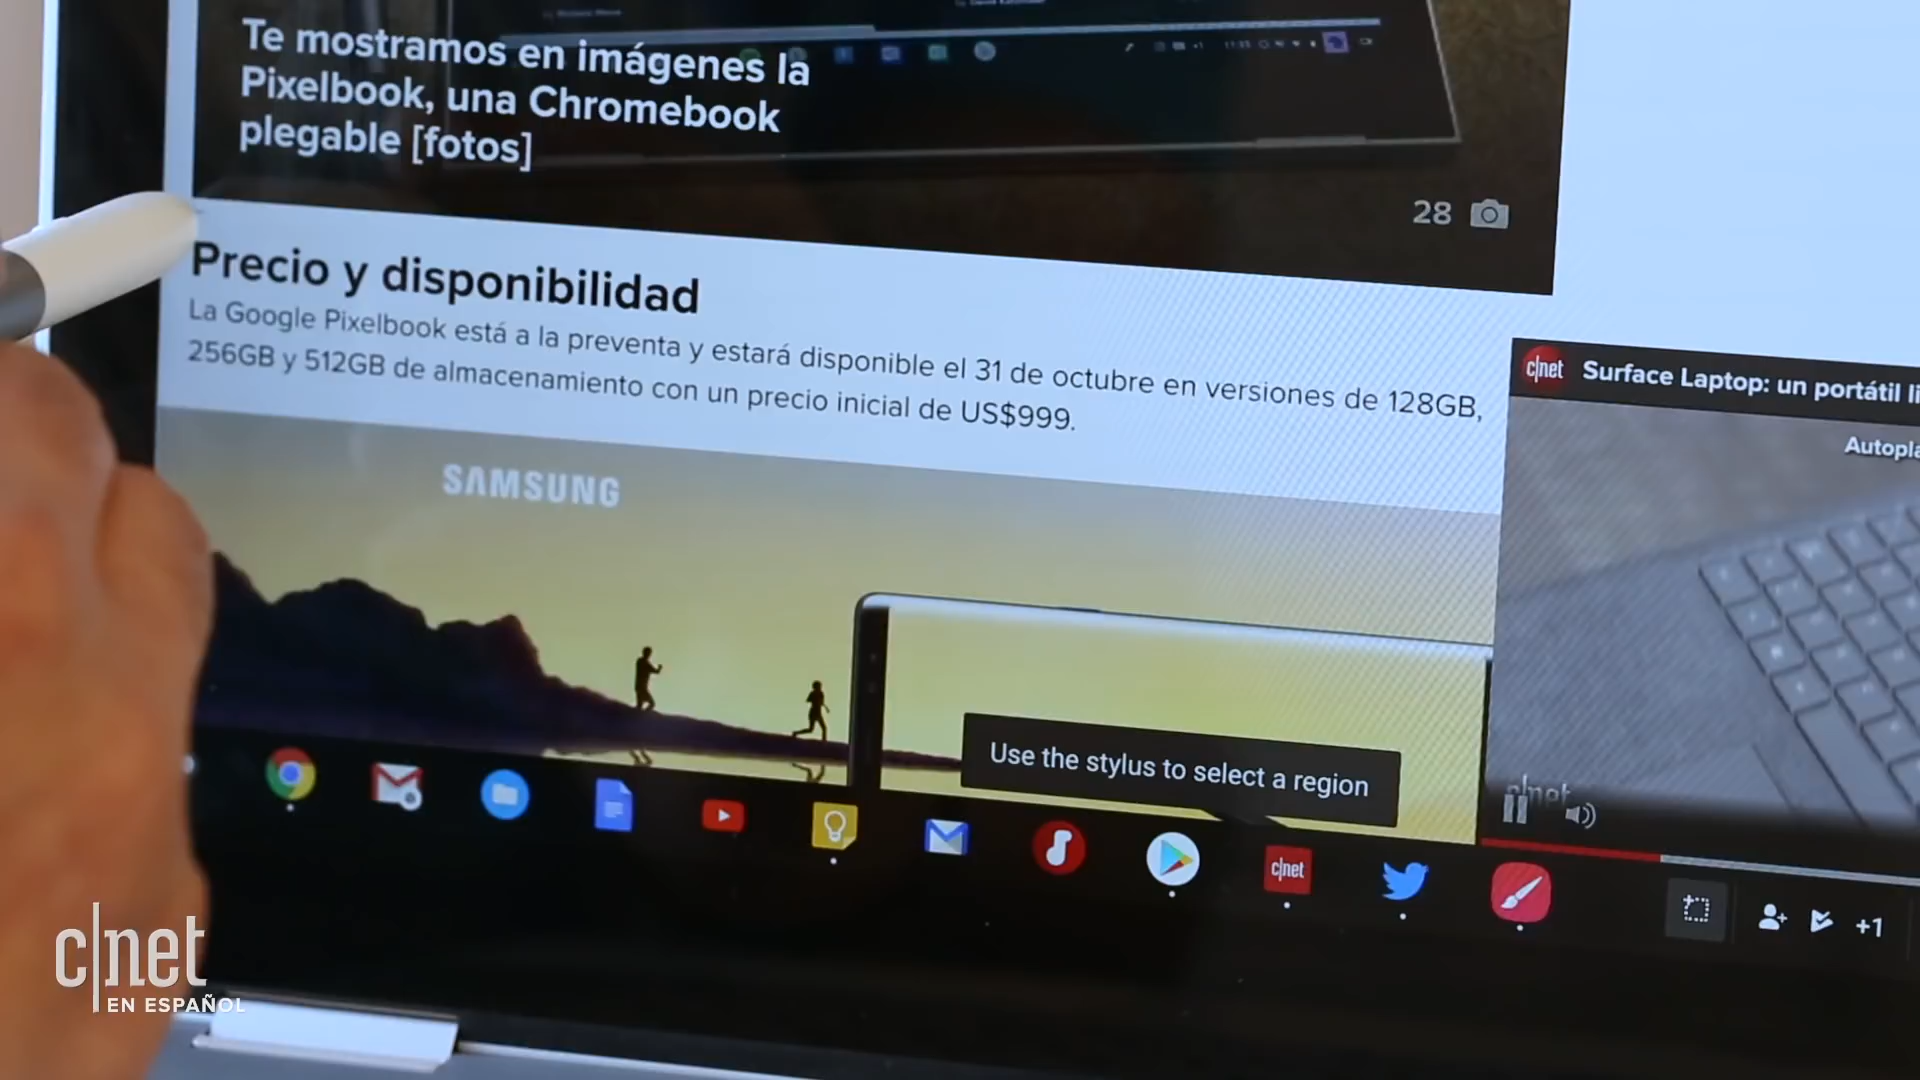 Te mostramos en imágenes la
Pixelbook, una Chromebook
plegable [fotos]
28
Precio y disponibilidad
La Google Pixelbook está a la preventa y estará disponible el 31 de octubre en versiones de 128GB,
256GB y 512GB de almacenamiento con un precio inicial de US$999.
c|net Surface Laptop: un portátil
SAMSUNG
Use the stylus to select a region
c|net
c|net
+1
c|net
EN ESPAÑOL